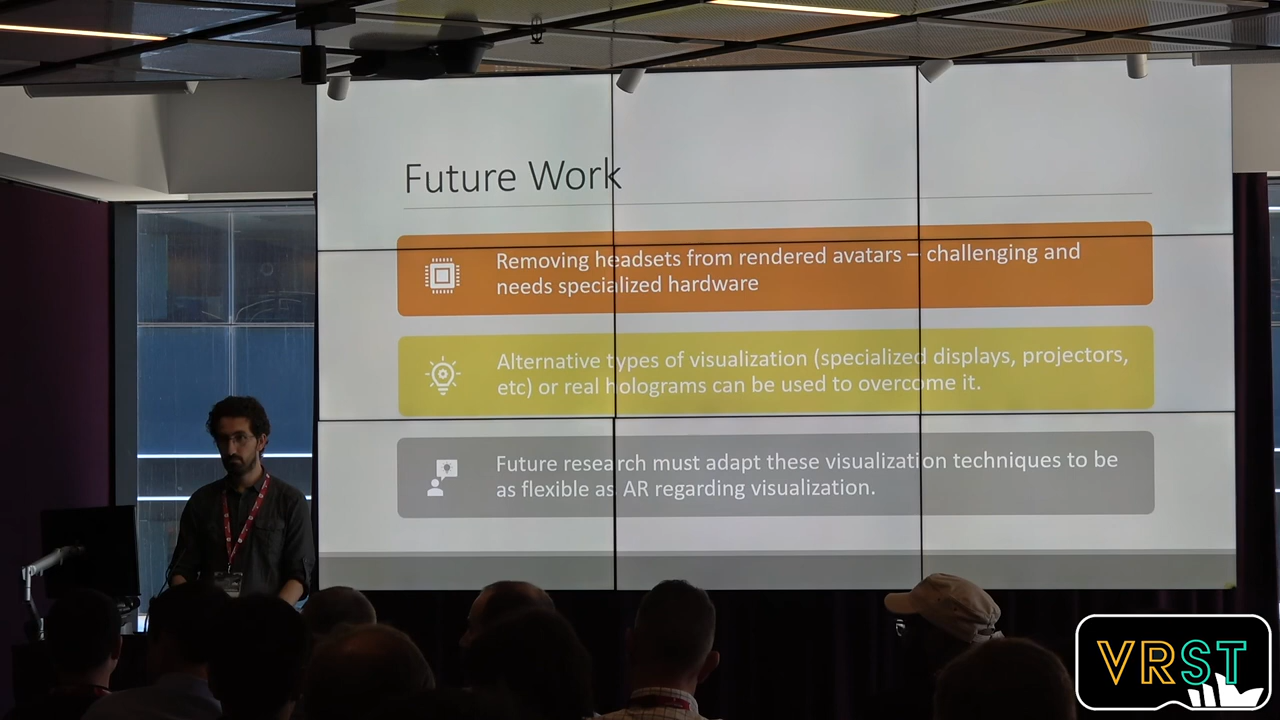 Future Work
Removing headsets from rendered avatars – challenging and
needs specialized hardware
Alternative types of visualization (specialized displays, projectors,
etc) or real holograms can be used to overcome it.
Future research must adapt these visualization techniques to be
as flexible as AR regarding visualization.
VRST